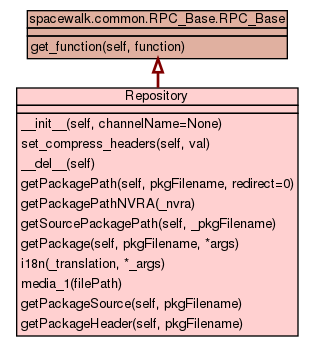 spacewalk.common.RPC_Base.RPC_Base
get_function(self, function)
Repository
__init__(self, channelName=None)
set_compress_headers(self, val)
__del__(self)
getPackagePath(self, pkgFilename, redirect=0)
getPackagePathNVRA(_nvra)
getSourcePackagePath(self, _pkgFilename)
getPackage(self, pkgFilename, *args)
i18n(_translation, *_args)
media_1(filePath)
getPackageSource(self, pkgFilename)
getPackageHeader(self, pkgFilename)